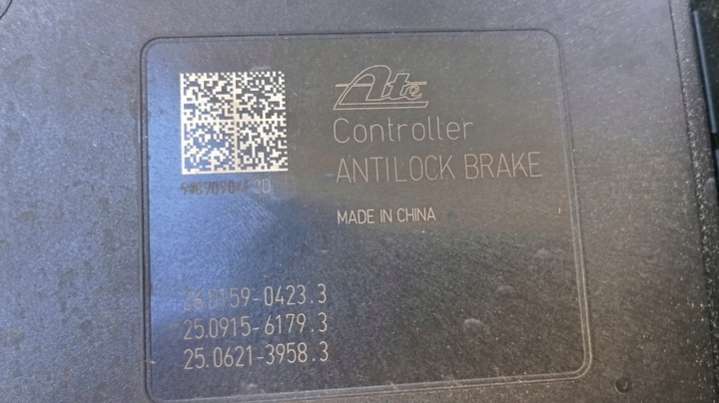 Ate
Controller
ANTILOCK BRAKE
MADE IN CHINA
25.0915-6179.3
25.0621-3958.3